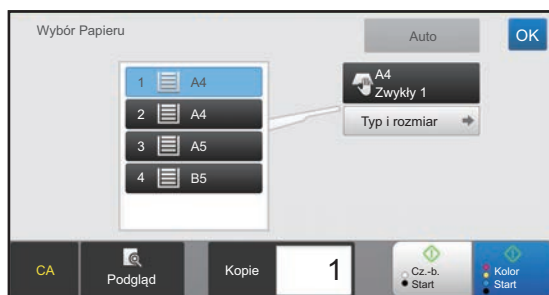 Wybór Papieru
Auto
OK
1 A4
2 A4
3 A5
4 B5
A4
Zwykły 1
Typ i rozmiar
CA
Podgląd
Kopie
1
Cz.-b.
Start
Kolor
Start